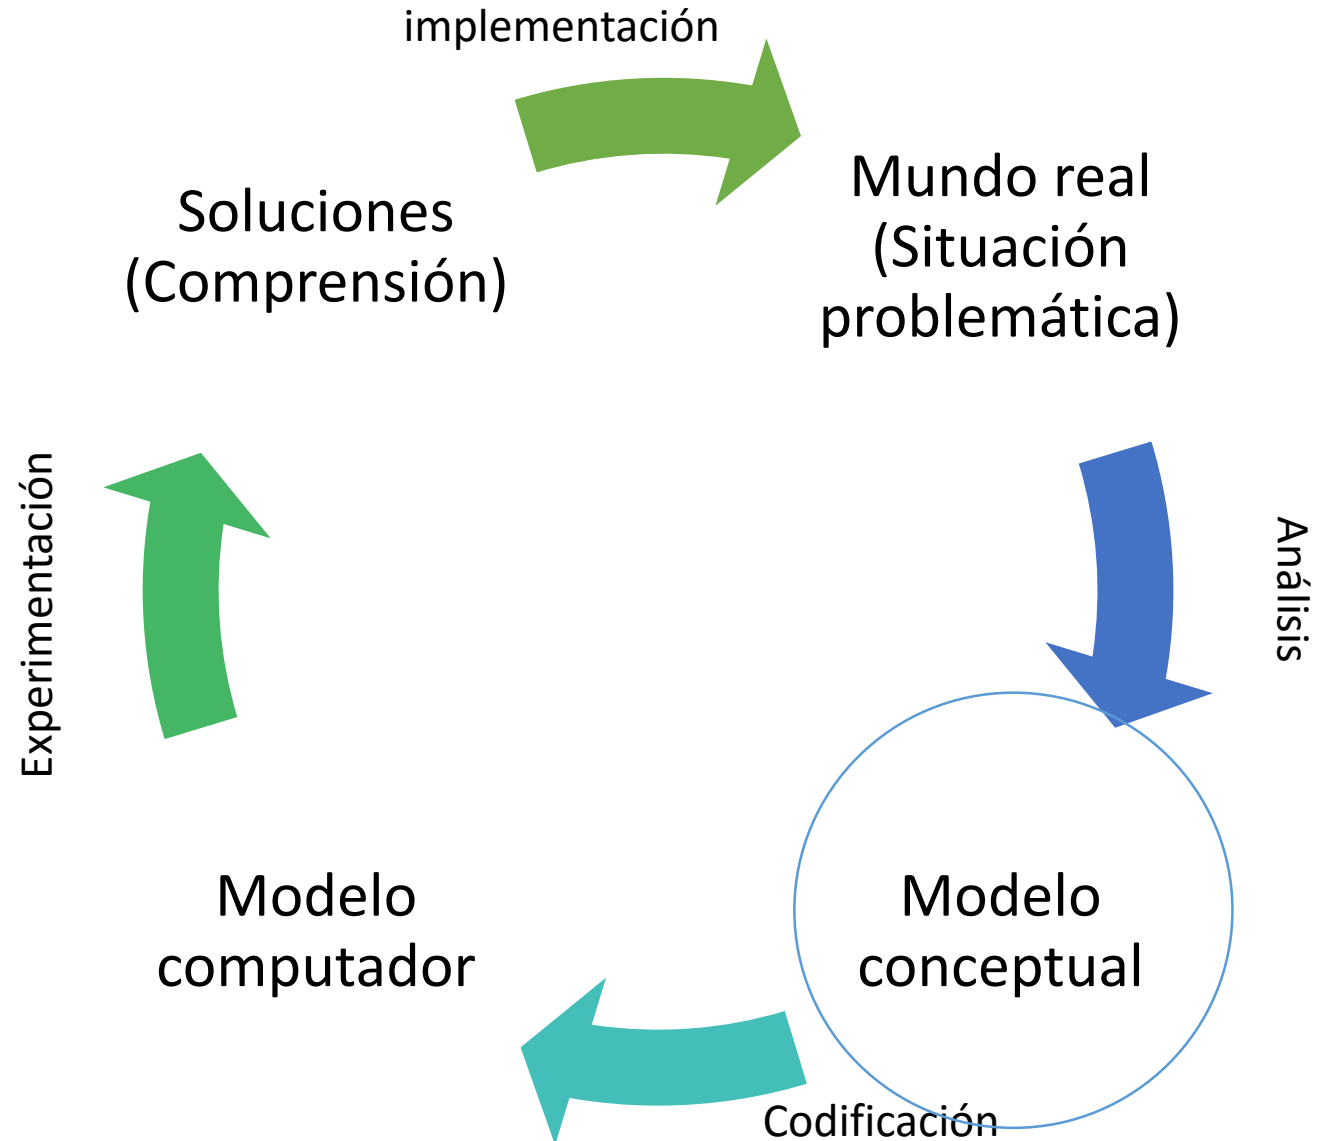 implementación
Mundo real
(Situación
problemática)
Análisis
Modelo
conceptual
Codificación
Modelo
computador
Experimentación
Soluciones
(Comprensión)